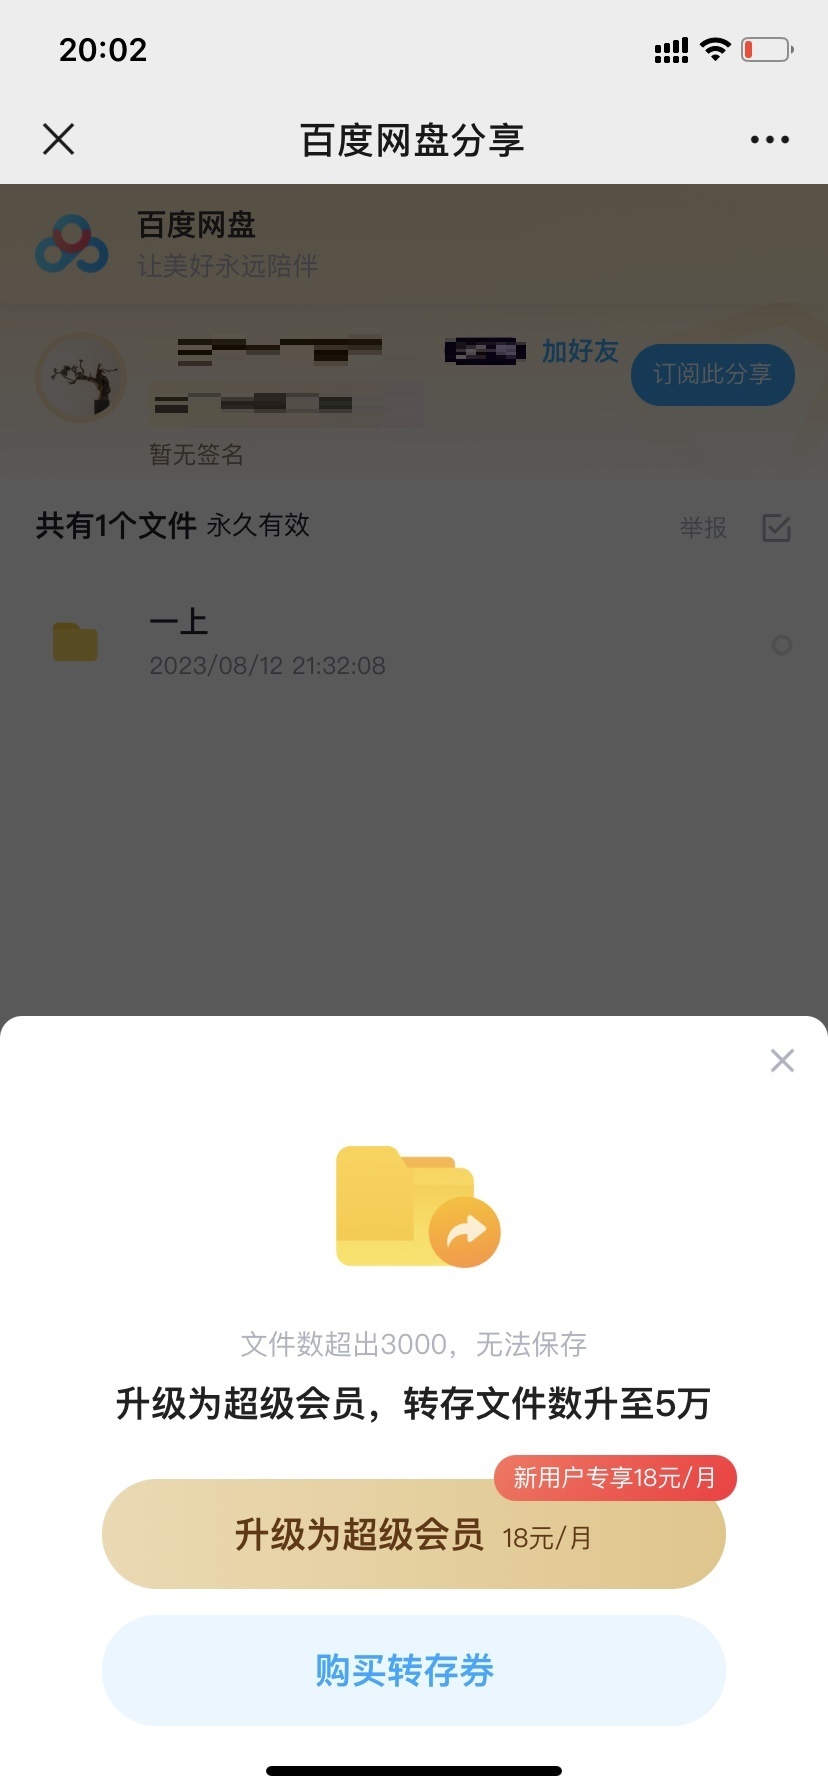 20:02
百度网盘分享
百度网盘
让美好永远陪伴
加好友
订阅此分享
暂无签名
共有1个文件 永久有效
举报
一上
2023/08/12 21:32:08
文件数超出3000，无法保存
升级为超级会员，转存文件数升至5万
新用户专享18元/月
升级为超级会员 18元/月
购买转存券